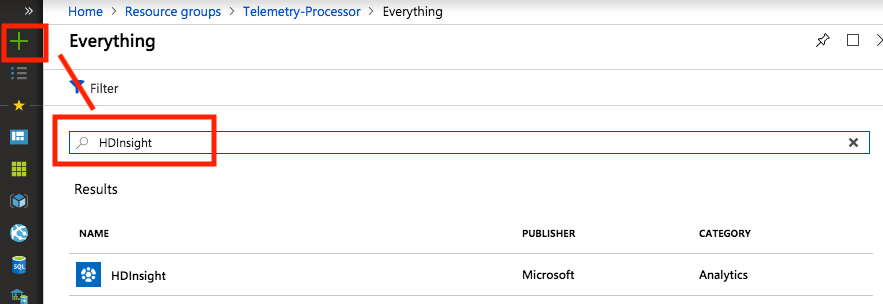 » Home > Resource groups > Telemetry-Processor > Everything
Everything
Filter
HDInsight
Results
NAME PUBLISHER CATEGORY
HDInsight Microsoft Analytics
SQL